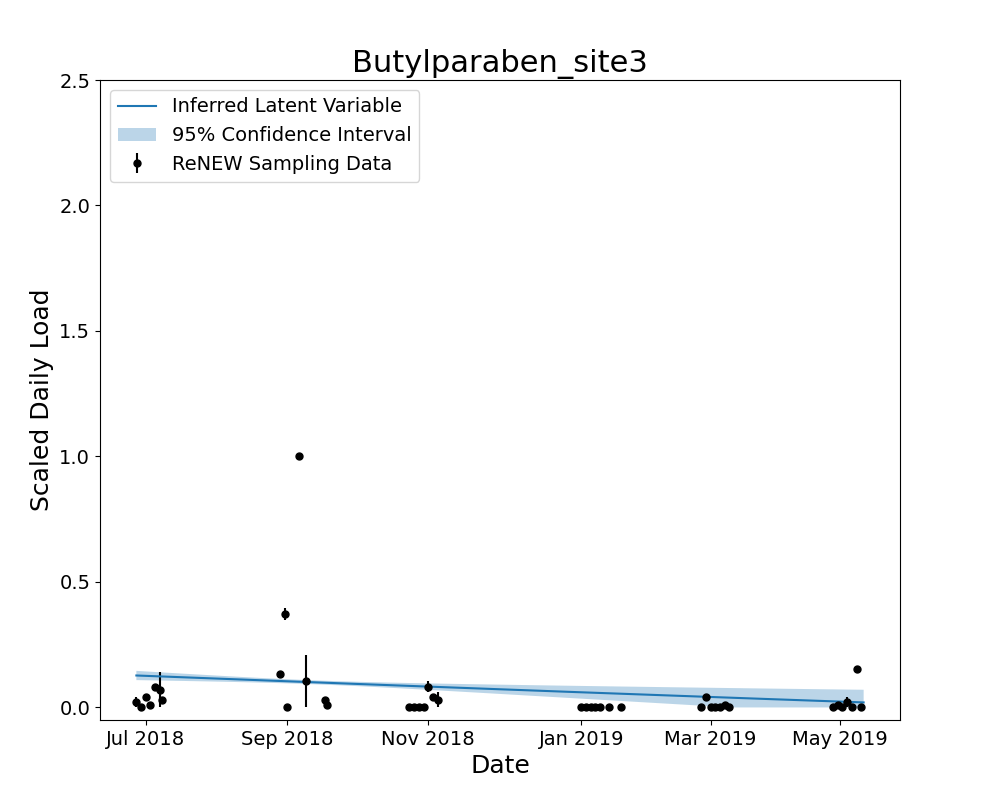 Butylparaben_site3
2.5
Inferred Latent Variable
95% Confidence Interval
ReNEW Sampling Data
2.0
1.5
1.0
0.5
0.0
Scaled Daily Load
Jul 2018 Sep 2018 Nov 2018 Jan 2019 Mar 2019 May 2019
Date